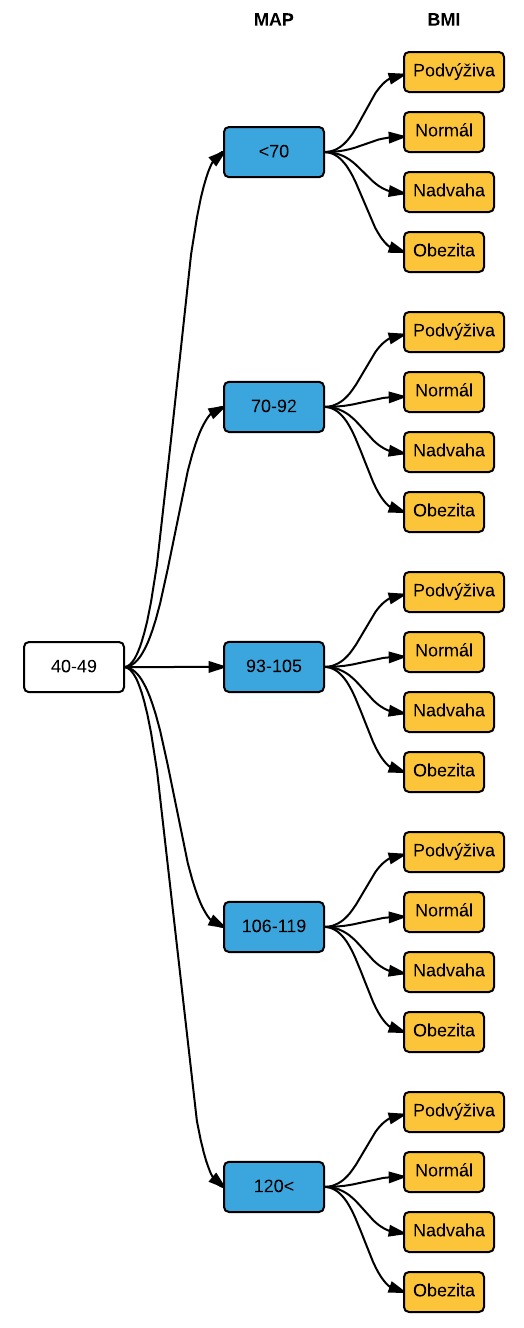 MAP
BMI
40-49
<70
Podvýživa
Normál
Nadvaha
Obezita
70-92
Podvýživa
Normál
Nadvaha
Obezita
93-105
Podvýživa
Normál
Nadvaha
Obezita
106-119
Podvýživa
Normál
Nadvaha
Obezita
120<
Podvýživa
Normál
Nadvaha
Obezita